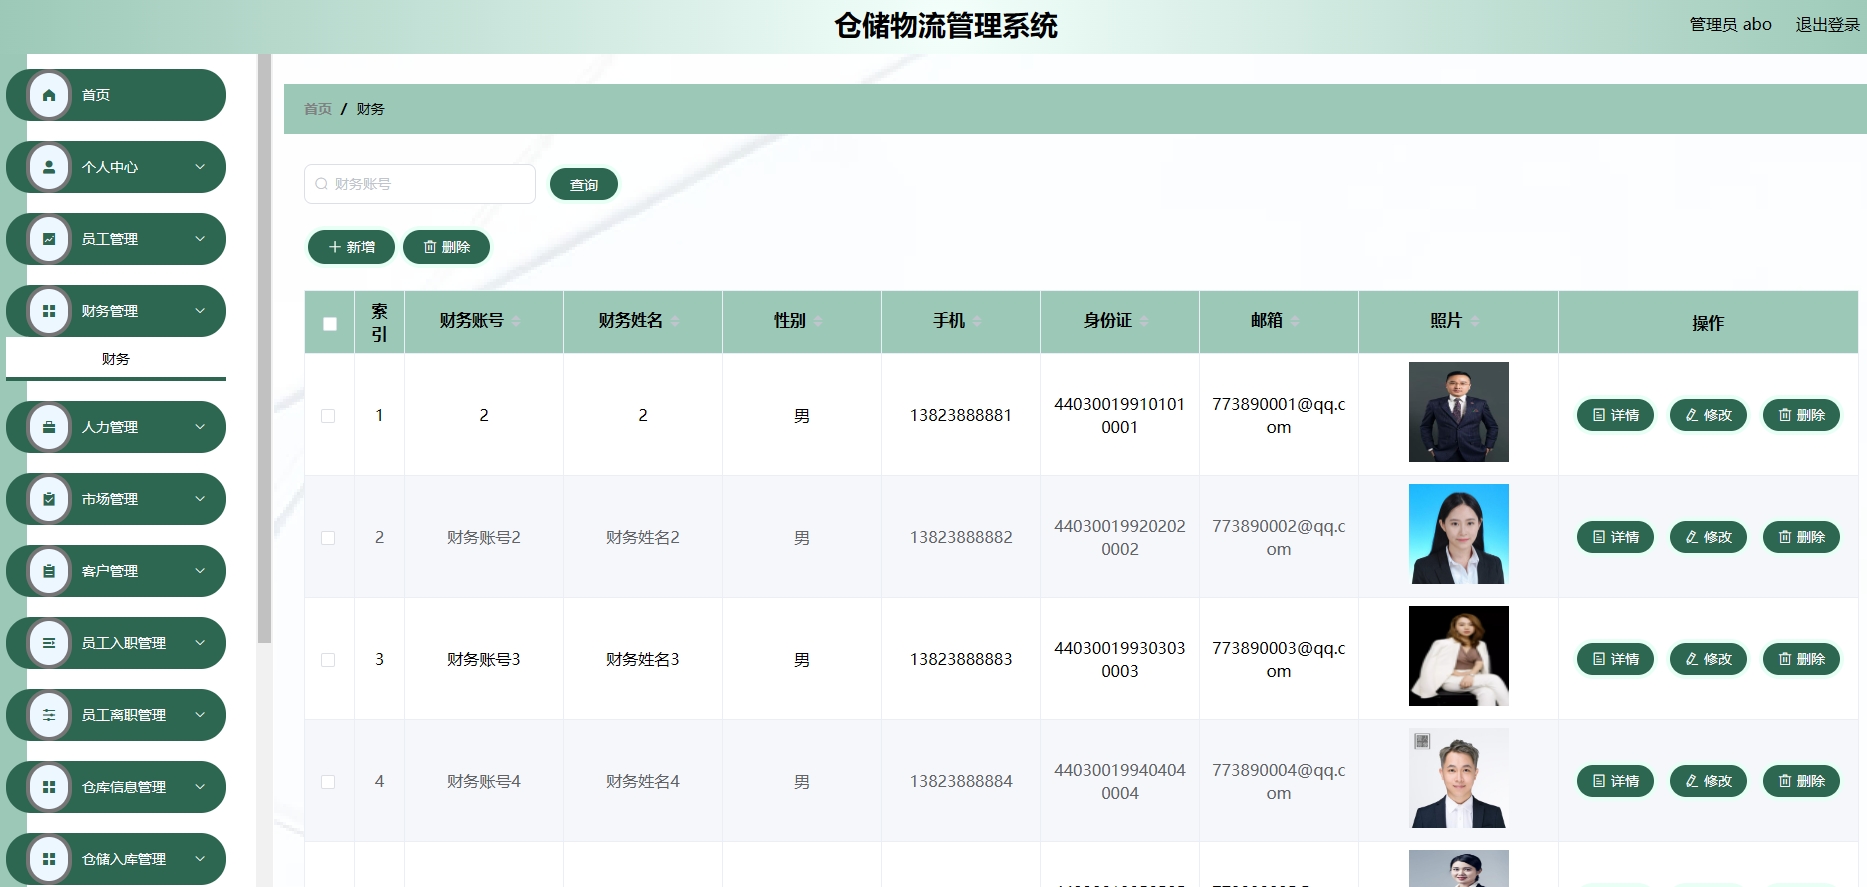 仓储物流管理系统
管理员 abo 退出登录
首页
个人中心
员工管理
财务管理
财务
人力管理
市场管理
客户管理
员工入职管理
员工离职管理
仓库信息管理
仓储入库管理
首页 / 财务
财务账号 查询
新增 删除
索引 财务账号 财务姓名 性别 手机 身份证 邮箱 照片 操作
1 2 2 男 13823888881 440300199101010001 773890001@qq.com 详情 修改 删除
2 财务账号2 财务姓名2 男 13823888882 440300199202020002 773890002@qq.com 详情 修改 删除
3 财务账号3 财务姓名3 男 13823888883 440300199303030003 773890003@qq.com 详情 修改 删除
4 财务账号4 财务姓名4 男 13823888884 440300199404040004 773890004@qq.com 详情 修改 删除